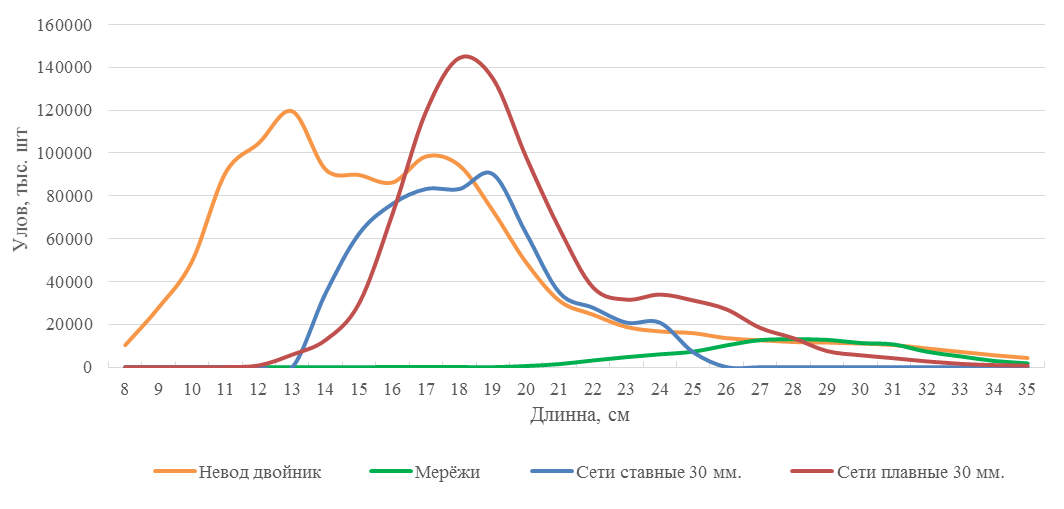 160000
140000
120000
100000
80000
60000
40000
20000
0
Улов, тыс. шт
8 9 10 11 12 13 14 15 16 17 18 19 20 21 22 23 24 25 26 27 28 29 30 31 32 33 34 35
Длинна, см
Невод двойник Мерёжи Сети ставные 30 мм. Сети плавные 30 мм.